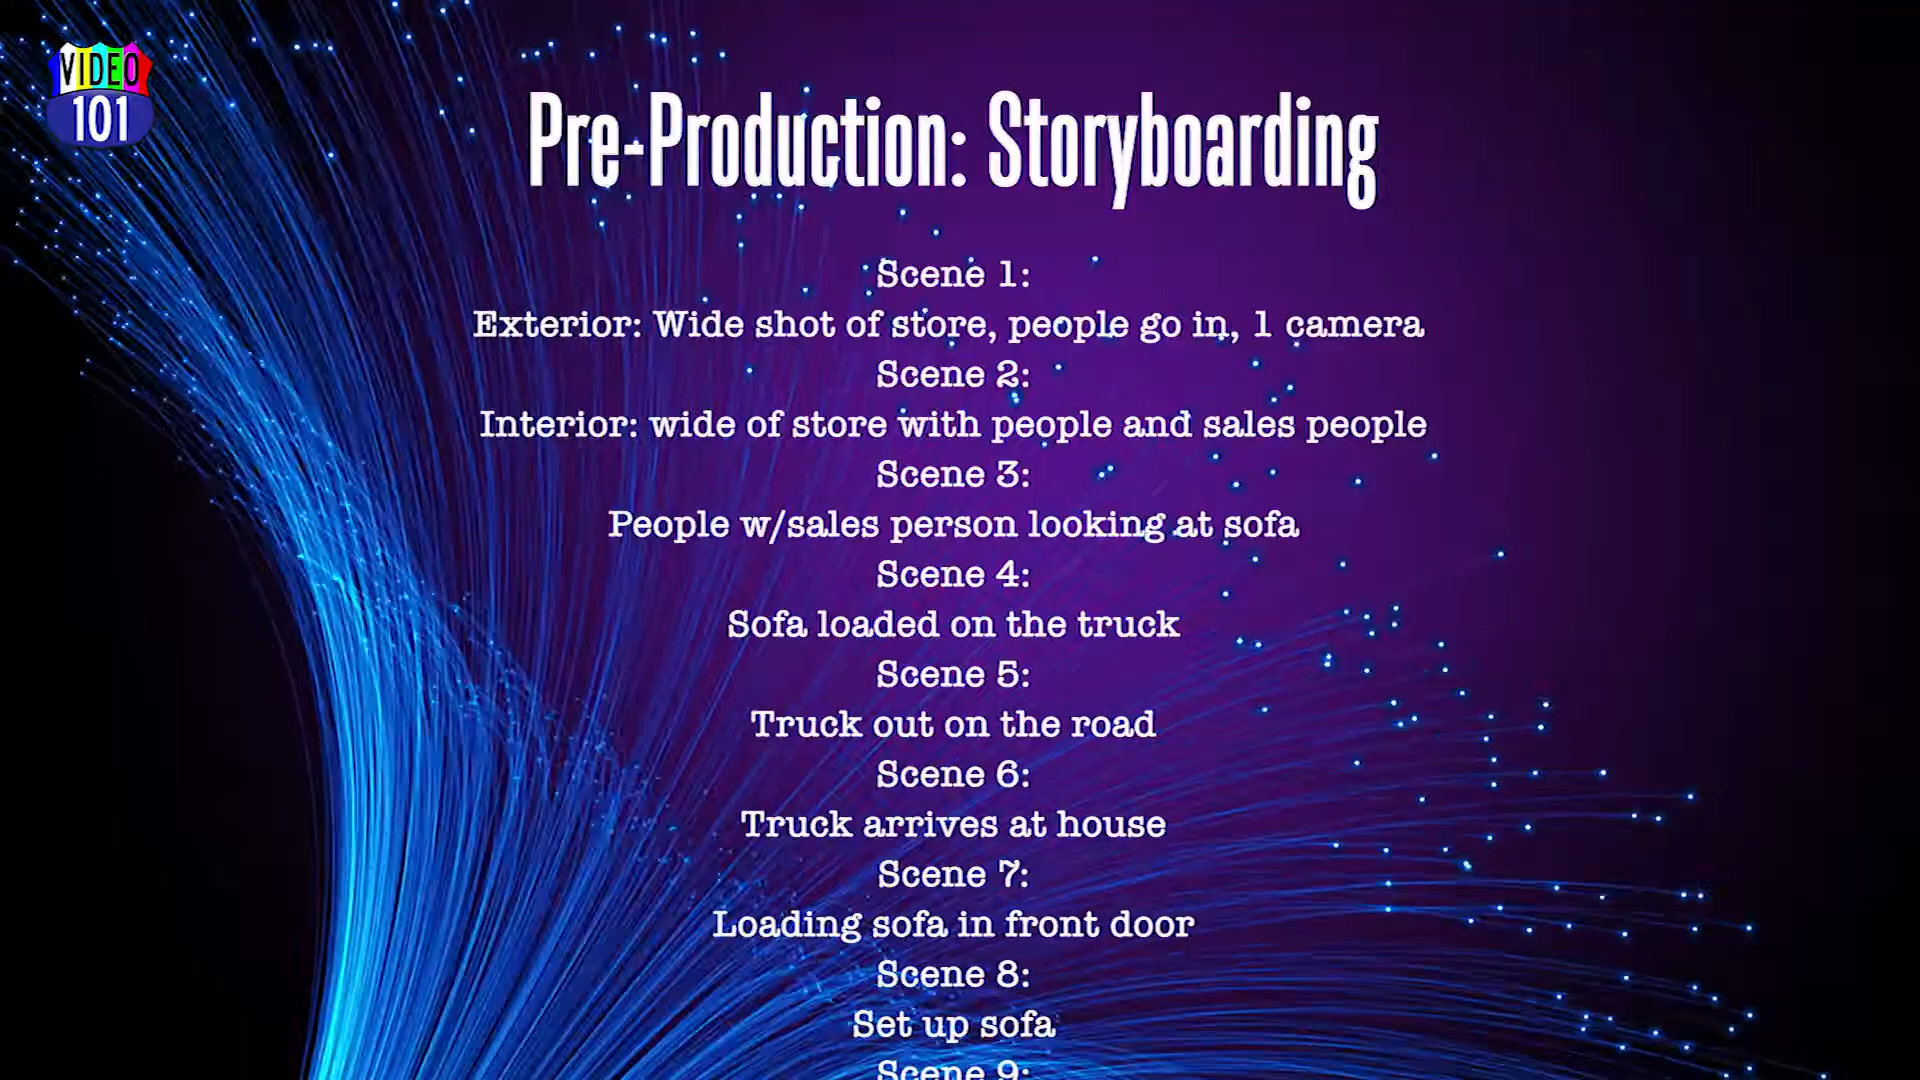 VIDEO
101
Pre-Production: Storyboarding
Scene 1:
Exterior: Wide shot of store, people go in, 1 camera
Scene 2:
Interior: wide of store with people and sales people
Scene 3:
People w/sales person looking at sofa
Scene 4:
Sofa loaded on the truck
Scene 5:
Truck out on the road
Scene 6:
Truck arrives at house
Scene 7:
Loading sofa in front door
Scene 8:
Set up sofa
Scene 9: